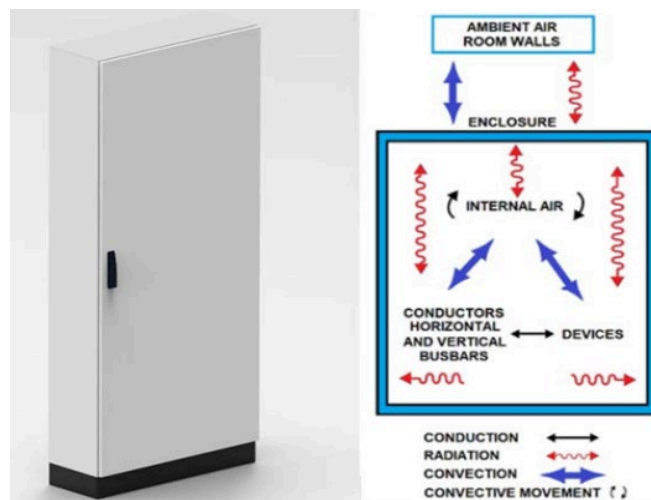 AMBIENT AIR
ROOM WALLS
ENCLOSURE
INTERNAL AIR
CONDUCTORS
HORIZONTAL
AND VERTICAL
BUSBARS
DEVICES
CONDUCTION
RADIATION
CONVECTION
CONVECTIVE MOVEMENT